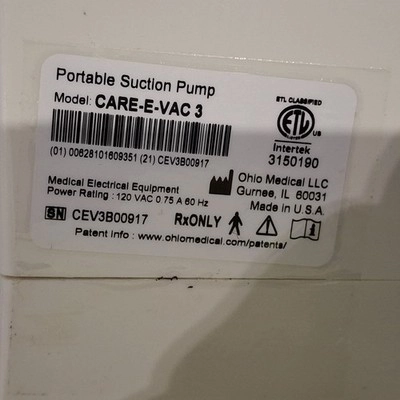 Portable Suction Pump
Model: CARE-E-VAC 3
ETL CLASSIFIED
ETL
US
Intertek
3150190
(01) 00628101609351 (21) CEV3B00917
Medical Electrical Equipment
Power Rating : 120 VAC 0.75 A 60 Hz
Ohio Medical LLC
Gurnee, IL 60031
Made in U.S.A.
SN CEV3B00917
RxONLY
Patent info : www.ohiomedical.com/patents/